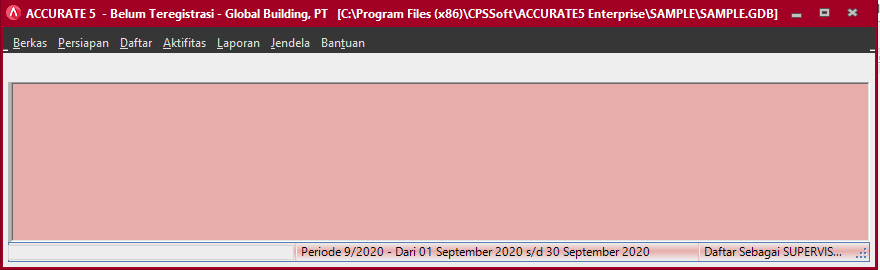 ACCURATE 5 - Belum Teregistrasi - Global Building, PT [C:\Program Files (x86)\CPSSoft\ACCURATE5 Enterprise\SAMPLE\SAMPLE.GDB]
Berkas Persiapan Daftar Aktifitas Laporan Jendela Bantuan
Periode 9/2020 - Dari 01 September 2020 s/d 30 September 2020 Daftar Sebagai SUPERVIS...